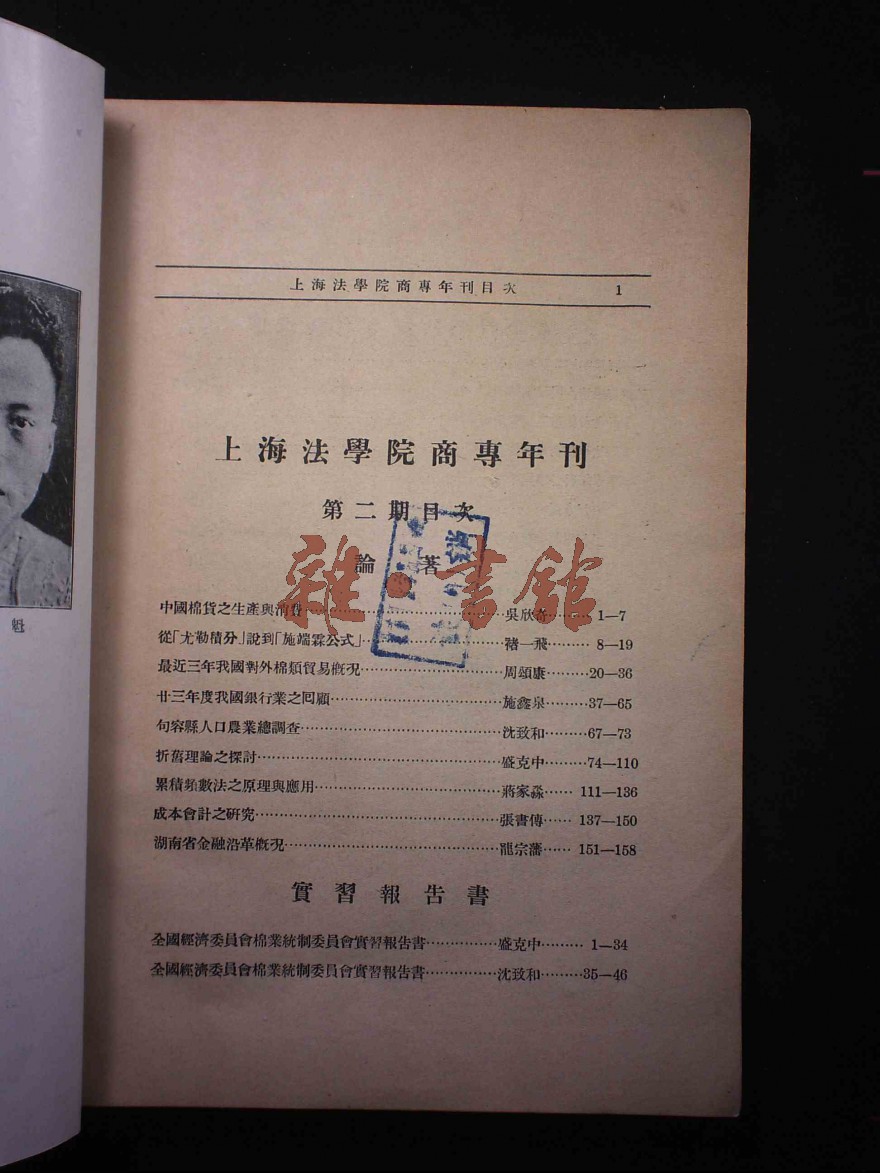 上海法學院商專年刊目次 1
上海法學院商專年刊
第二期目次
論著
中國棉貨之生產與消費……吳欣奇……1—7
從「尤勒積分」說到「施端霖公式」……褚一飛……8—19
最近三年我國對外棉類貿易概况……周頌康……20—36
廿三年度我國銀行業之囘顧……施鑫泉……37—65
句容縣人口農業總調查……沈致和……67—73
折舊理論之探討……盛克中……74—110
累積頻數法之原理與應用……蔣家淼……111—136
成本會計之研究……張書傳……137—150
湖南省金融沿革概况……龍宗藩……151—158
實習報告書
全國經濟委員會棉業統制委員會實習報告書……盛克中……1—34
全國經濟委員會棉業統制委員會實習報告書……沈致和……35—46
魁
雜·書館